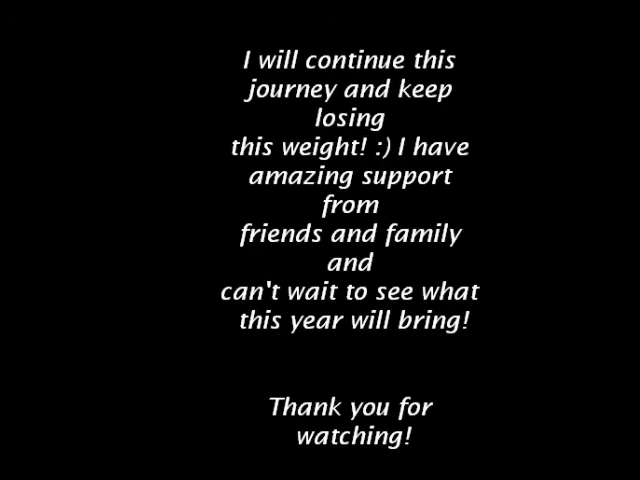 I will continue this
journey and keep
losing
this weight! :) I have
amazing support
from
friends and family
and
can't wait to see what
this year will bring!
Thank you for
watching!